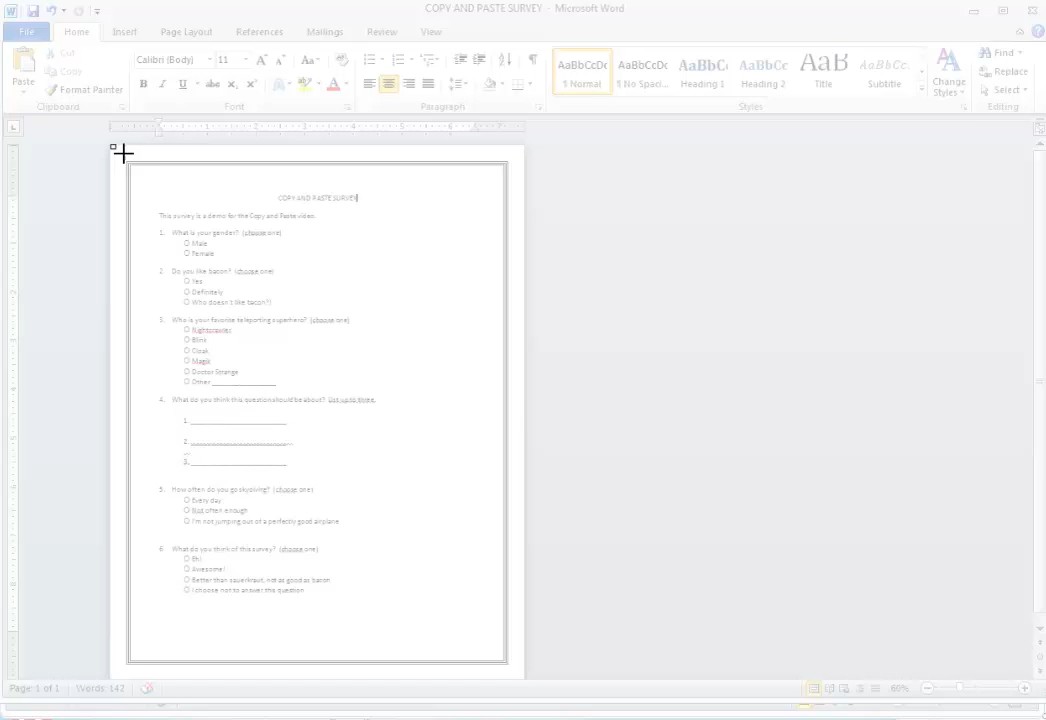 COPY AND PASTE SURVEY - Microsoft Word
File Home Insert Page Layout References Mailings Review View
Paste
Cut
Copy
Format Painter
Clipboard
Calibri (Body) 11
B I U abc x, x
Font
Paragraph
AaBbCcDc AaBbCcDc AaBbCc AaBbCc AaB AaBbCc.
¶ Normal ¶ No Spaci... Heading 1 Heading 2 Title Subtitle
Change Styles
Styles
Find
Replace
Select
Editing
COPY AND PASTE SURVEY
This survey is a demo for the Copy and Paste video.
1. What is your gender? (choose one)
O Male
O Female
2. Do you like bacon? (choose one)
O Yes
O Definitely
O Who doesn't like bacon?!
3. Who is your favorite teleporting superhero? (choose one)
O Nightcrawler
O Blink
O Cloak
O Magik
O Doctor Strange
O Other ____________
4. What do you think this question should be about? List up to three.
1. ____________
2. ____________
3. ____________
5. How often do you go skydiving? (choose one)
O Every day
O Not often enough
O I'm not jumping out of a perfectly good airplane
6. What do you think of this survey? (choose one)
O Eh!
O Awesome!
O Better than sauerkraut, not as good as bacon
O I choose not to answer this question
Page: 1 of 1 Words: 142 66%